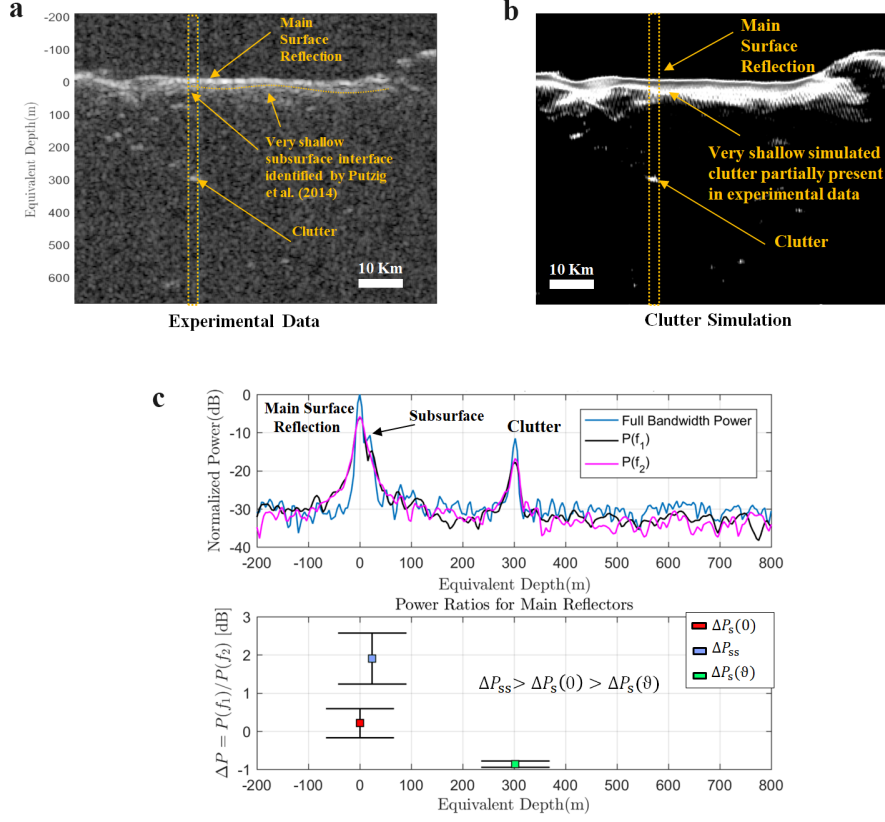 a
-200
-100
0
100
200
300
400
500
600
Equivalent Depth(m)
Main
Surface
Reflection
Very shallow
subsurface interface
identified by Putzig
et al. (2014)
Clutter
10 Km
Experimental Data
b
Main
Surface
Reflection
Very shallow simulated
clutter partially present
in experimental data
Clutter
10 Km
Clutter Simulation
c
Normalized Power(dB)
0
-10
-20
-30
-40
Main Surface
Reflection
Subsurface
Clutter
Full Bandwidth Power
P(f₁)
P(f₂)
-200 -100 0 100 200 300 400 500 600 700 800
Equivalent Depth(m)
Power Ratios for Main Reflectors
ΔP = P(f₁)/P(f₂) [dB]
3
2
1
0
-1
ΔPₛ(0)
ΔPₛₛ
ΔPₛ(ϑ)
ΔPₛₛ> ΔPₛ(0) > ΔPₛ(ϑ)
-200 -100 0 100 200 300 400 500 600 700 800
Equivalent Depth(m)